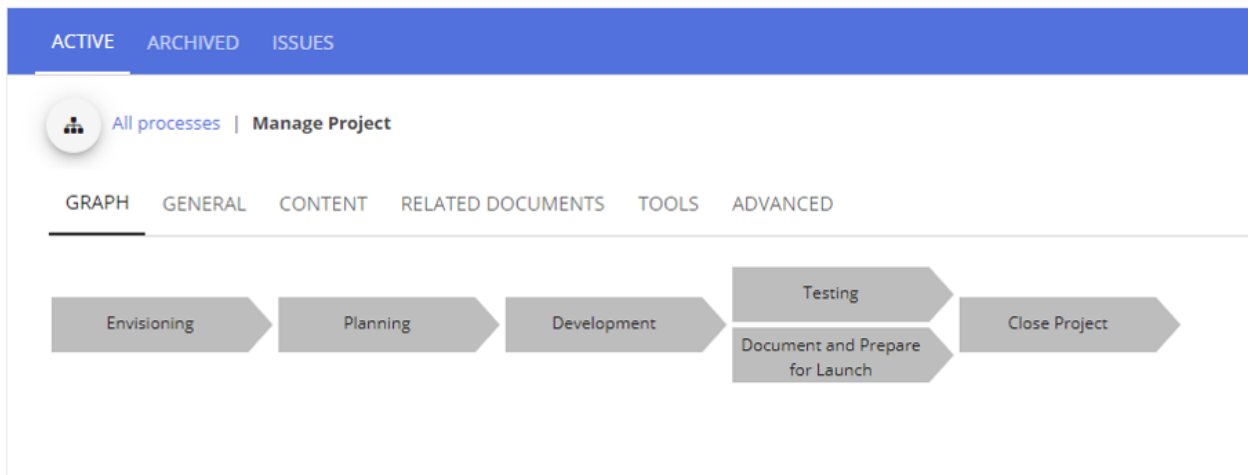 ACTIVE ARCHIVED ISSUES
All processes | Manage Project
GRAPH GENERAL CONTENT RELATED DOCUMENTS TOOLS ADVANCED
Envisioning
Planning
Development
Testing
Document and Prepare
for Launch
Close Project